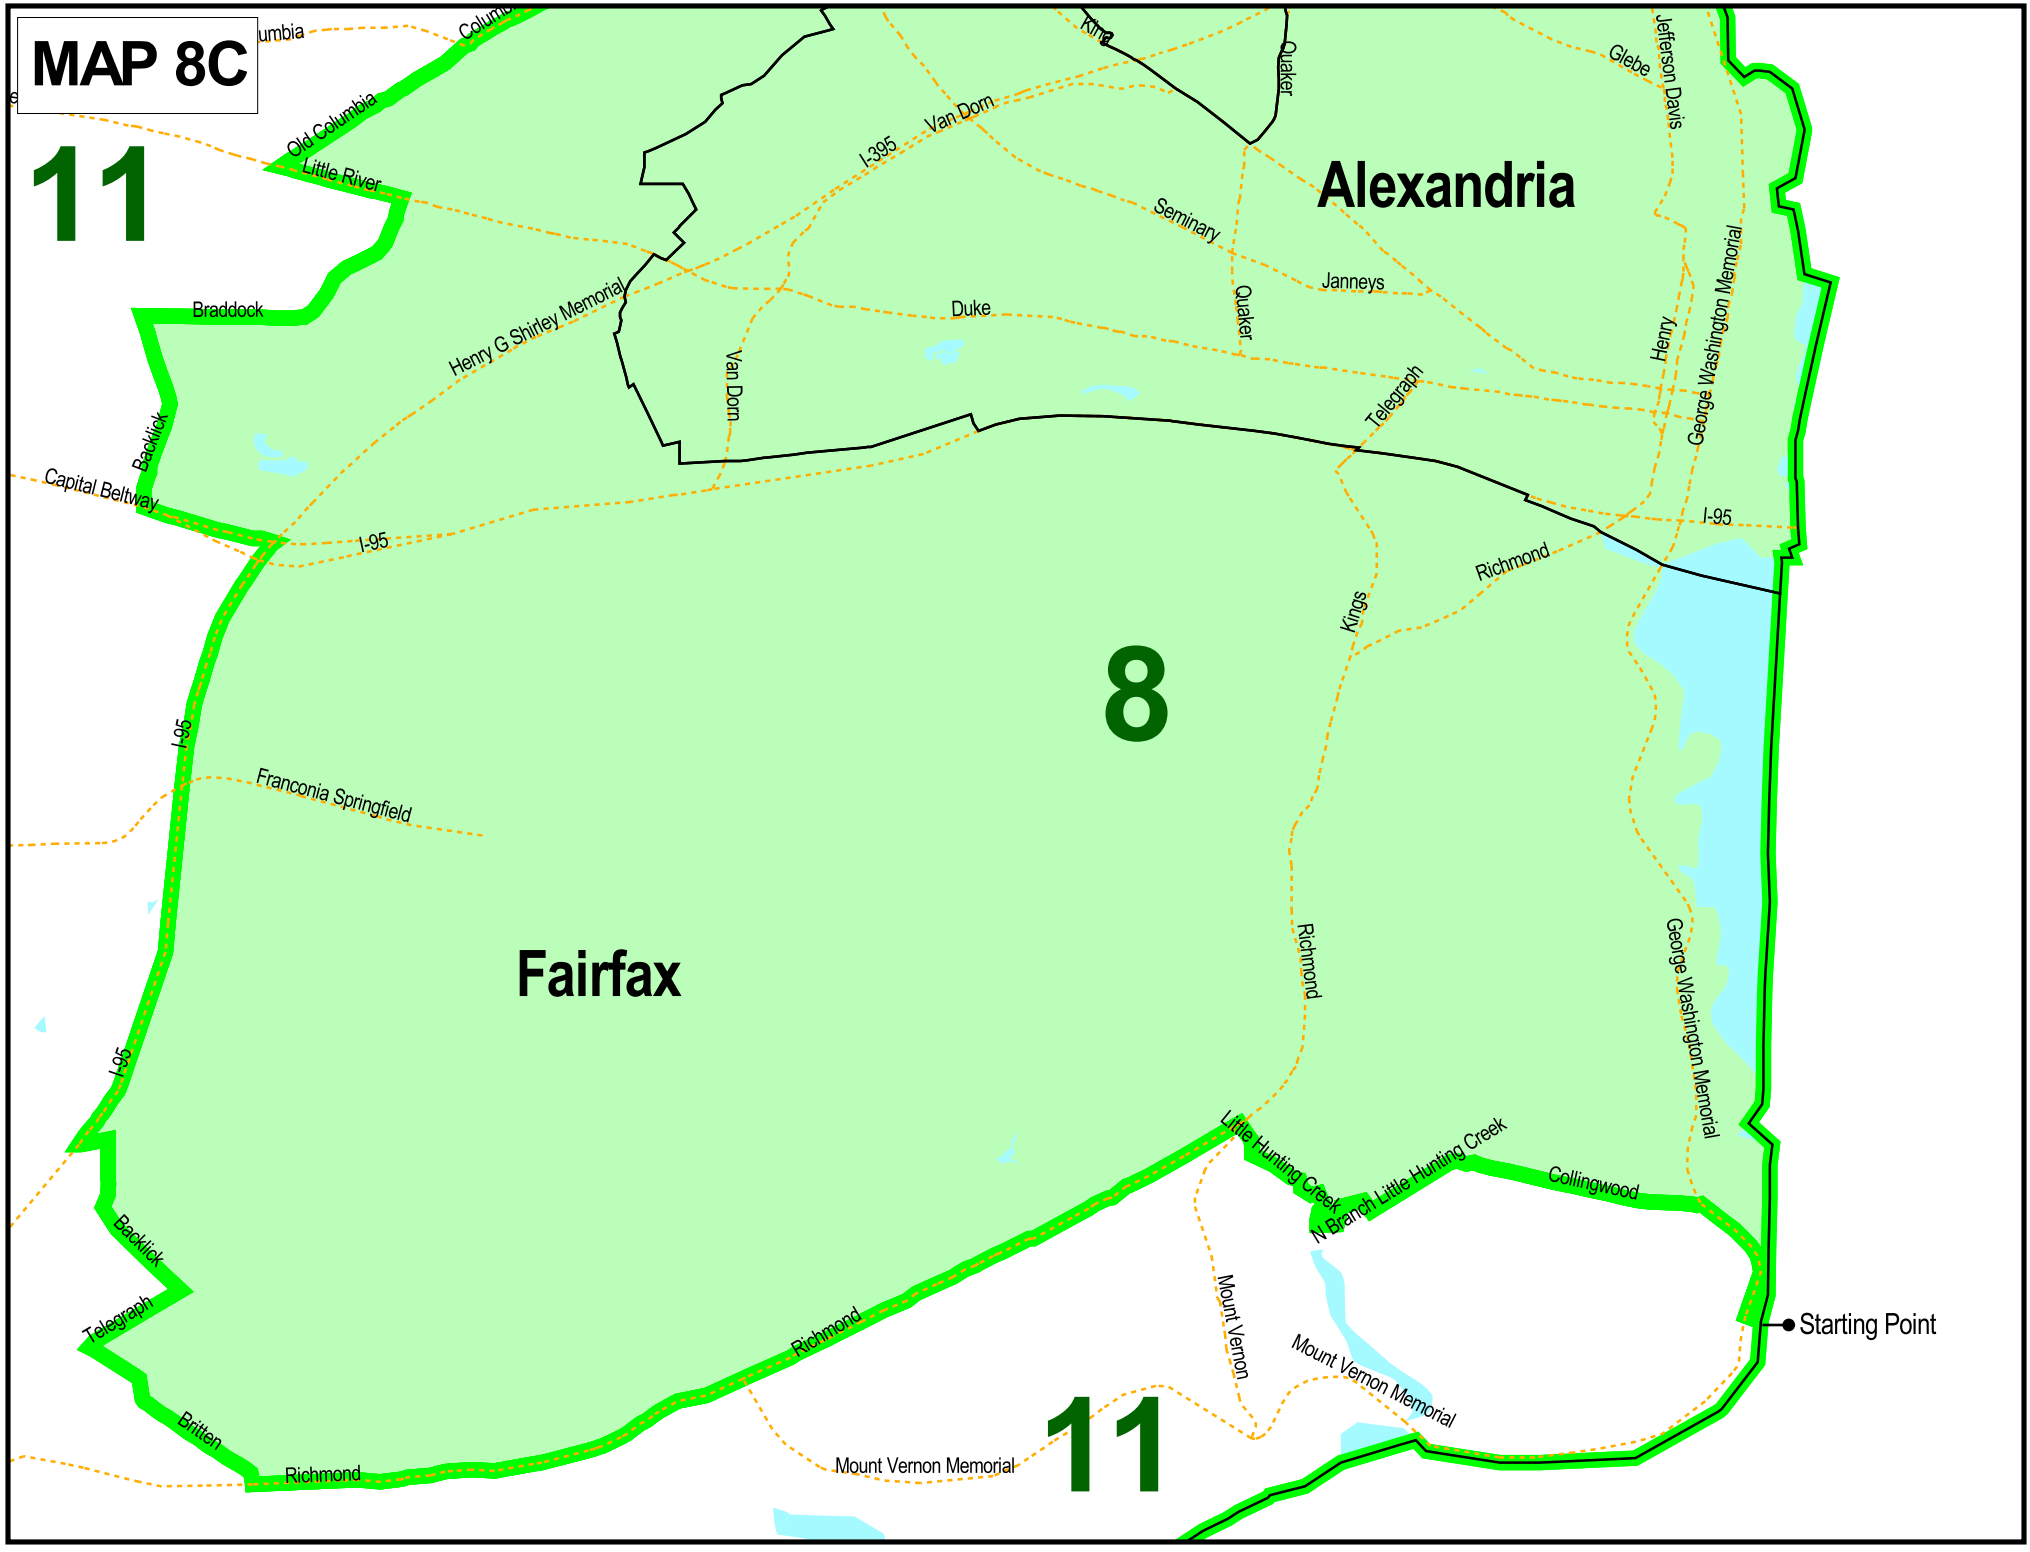 MAP 8C
umbia
Columbi
King
Quaker
Glebe
Jefferson Davis
Old Columbia
Van Dorn
I-395
11
Little River
Alexandria
Seminary
Janneys
Braddock
Henry G Shirley Memorial
Duke
Quaker
Henry
George Washington Memorial
Van Dorn
Telegraph
Backlick
Capital Beltway
I-95
I-95
Richmond
Kings
8
I-95
Franconia Springfield
Fairfax
Richmond
George Washington Memorial
I-95
Little Hunting Creek
N Branch Little Hunting Creek
Collingwood
Backlick
Telegraph
Richmond
Mount Vernon
Starting Point
Mount Vernon Memorial
Britten
Richmond
Mount Vernon Memorial
11